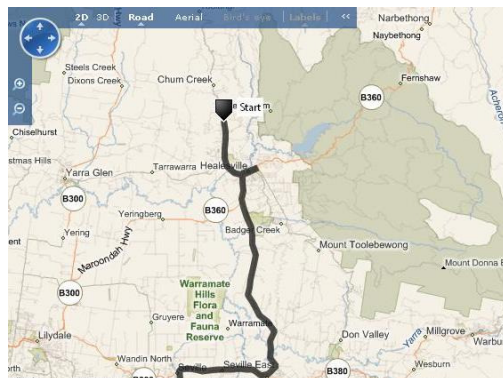 2D 3D Road Aerial Bird's eye Labels <<
Narbethong
Naybethong
Steels Creek
Dixons Creek
Chum Creek
Fernshaw
B360
Start
Chiselhurst
Healesville
Tarrawarra
Yarra Glen
B300
B360
Yeringberg
Badger Creek
Yering
Mount Toolebewong
Maroondah Hwy
Mount Donna B
Warramate
Hills
Flora
and
Fauna
Reserve
B300
Gruyere
Warramate
Yarra
Millgrove
Lilydale
Don Valley
Warbu
Wandin North
Seville
Seville East
B380
Wesburn